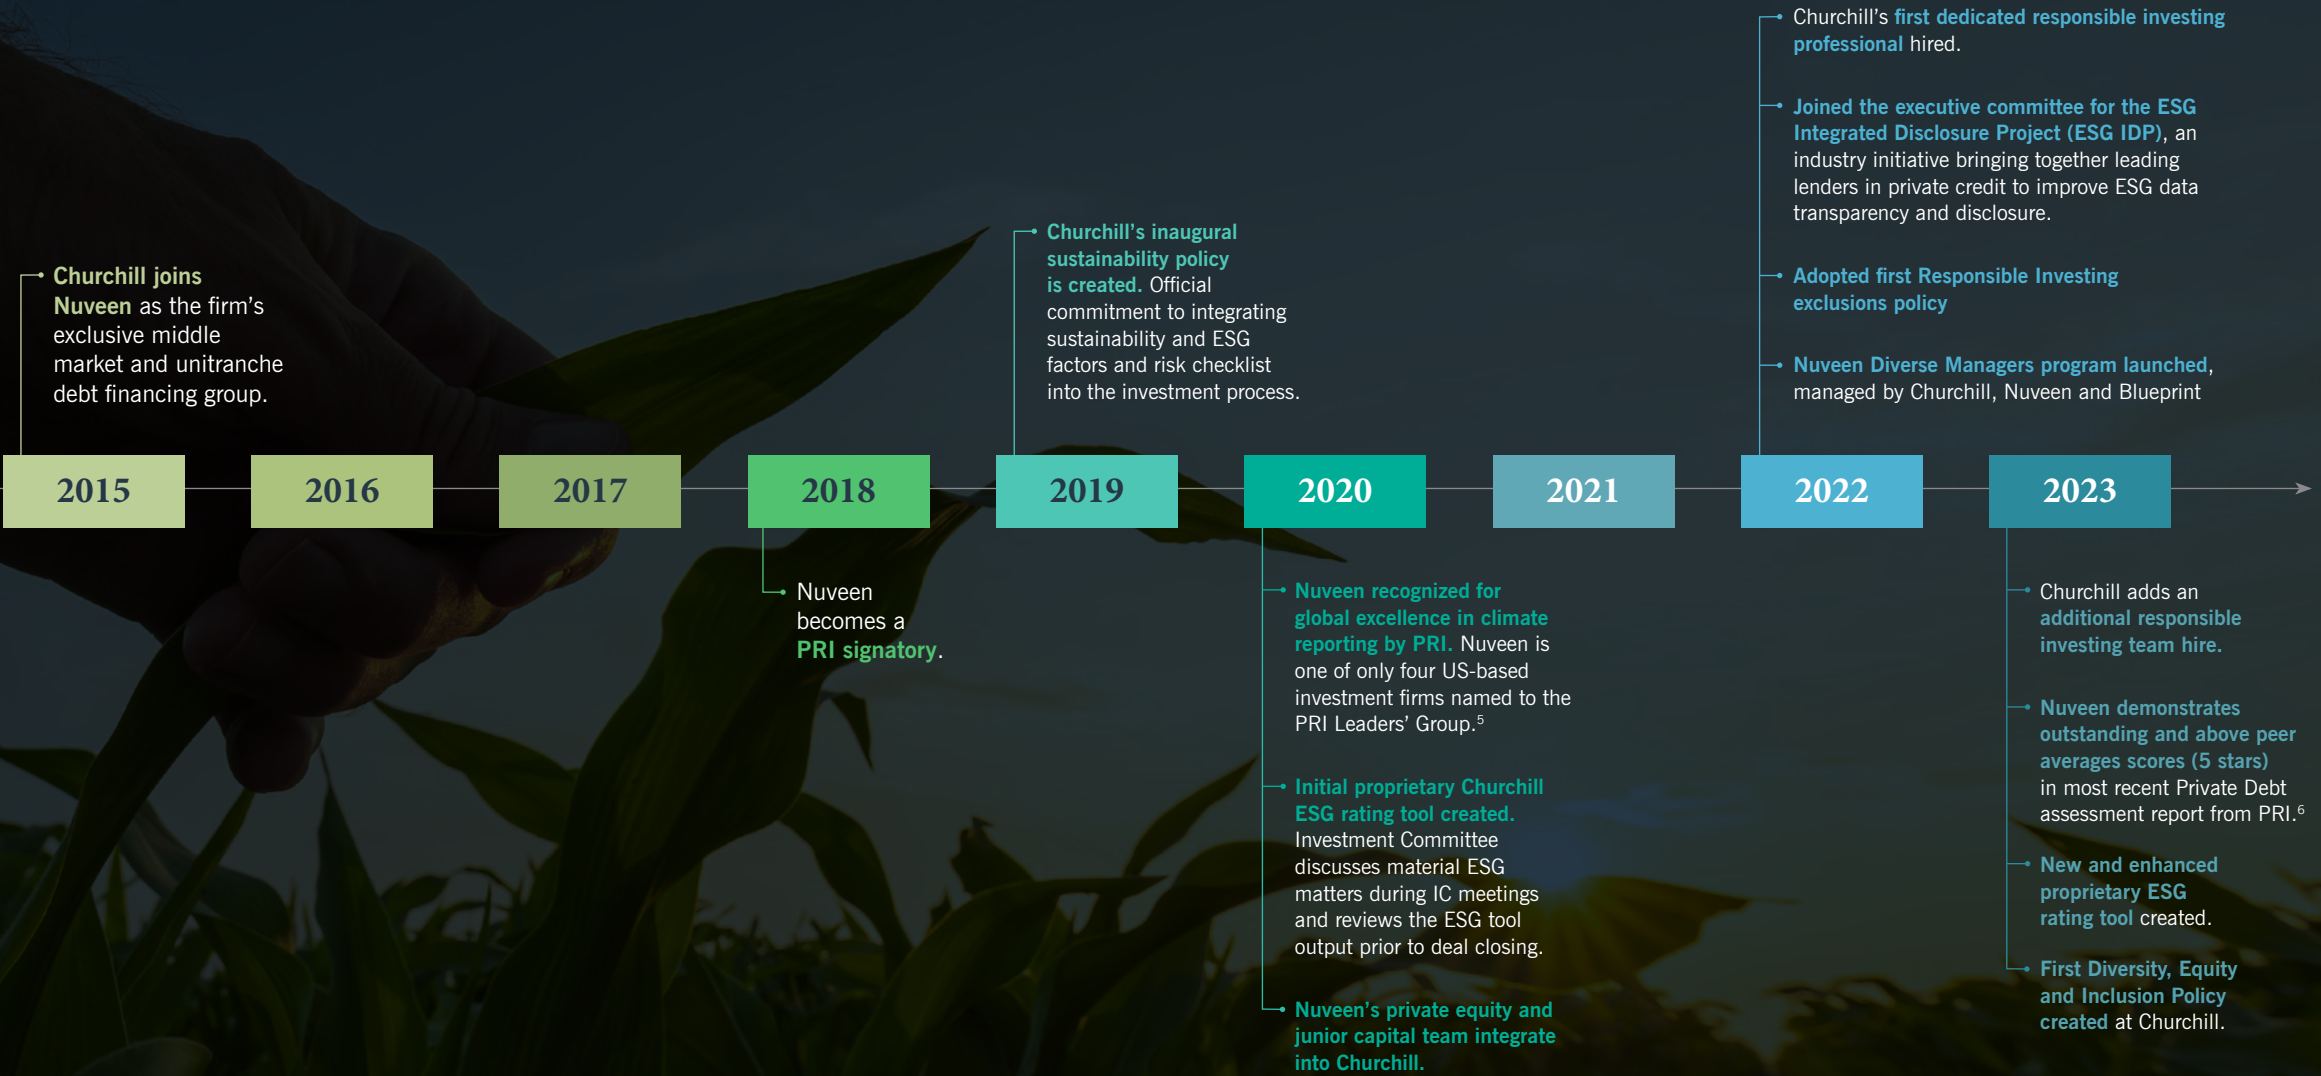 Churchill joins
Nuveen as the firm's
exclusive middle
market and unitranche
debt financing group.
Churchill's inaugural
sustainability policy
is created. Official
commitment to integrating
sustainability and ESG
factors and risk checklist
into the investment process.
Churchill's first dedicated responsible investing
professional hired.
Joined the executive committee for the ESG
Integrated Disclosure Project (ESG IDP), an
industry initiative bringing together leading
lenders in private credit to improve ESG data
transparency and disclosure.
Adopted first Responsible Investing
exclusions policy
Nuveen Diverse Managers program launched,
managed by Churchill, Nuveen and Blueprint
2015
2016
2017
2018
2019
2020
2021
2022
2023
Nuveen
becomes a
PRI signatory.
Nuveen recognized for
global excellence in climate
reporting by PRI. Nuveen is
one of only four US-based
investment firms named to the
PRI Leaders' Group.⁵
Initial proprietary Churchill
ESG rating tool created.
Investment Committee
discusses material ESG
matters during IC meetings
and reviews the ESG tool
output prior to deal closing.
Nuveen's private equity and
junior capital team integrate
into Churchill.
Churchill adds an
additional responsible
investing team hire.
Nuveen demonstrates
outstanding and above peer
averages scores (5 stars)
in most recent Private Debt
assessment report from PRI.⁶
New and enhanced
proprietary ESG
rating tool created.
First Diversity, Equity
and Inclusion Policy
created at Churchill.